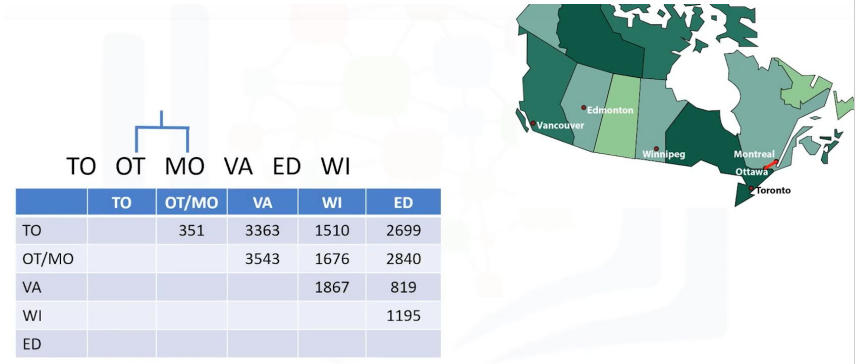 Edmonton
Vancouver
Winnipeg
Montreal
Ottawa
Toronto
TO OT MO VA ED WI
TO OT/MO VA WI ED
TO 351 3363 1510 2699
OT/MO 3543 1676 2840
VA 1867 819
WI 1195
ED